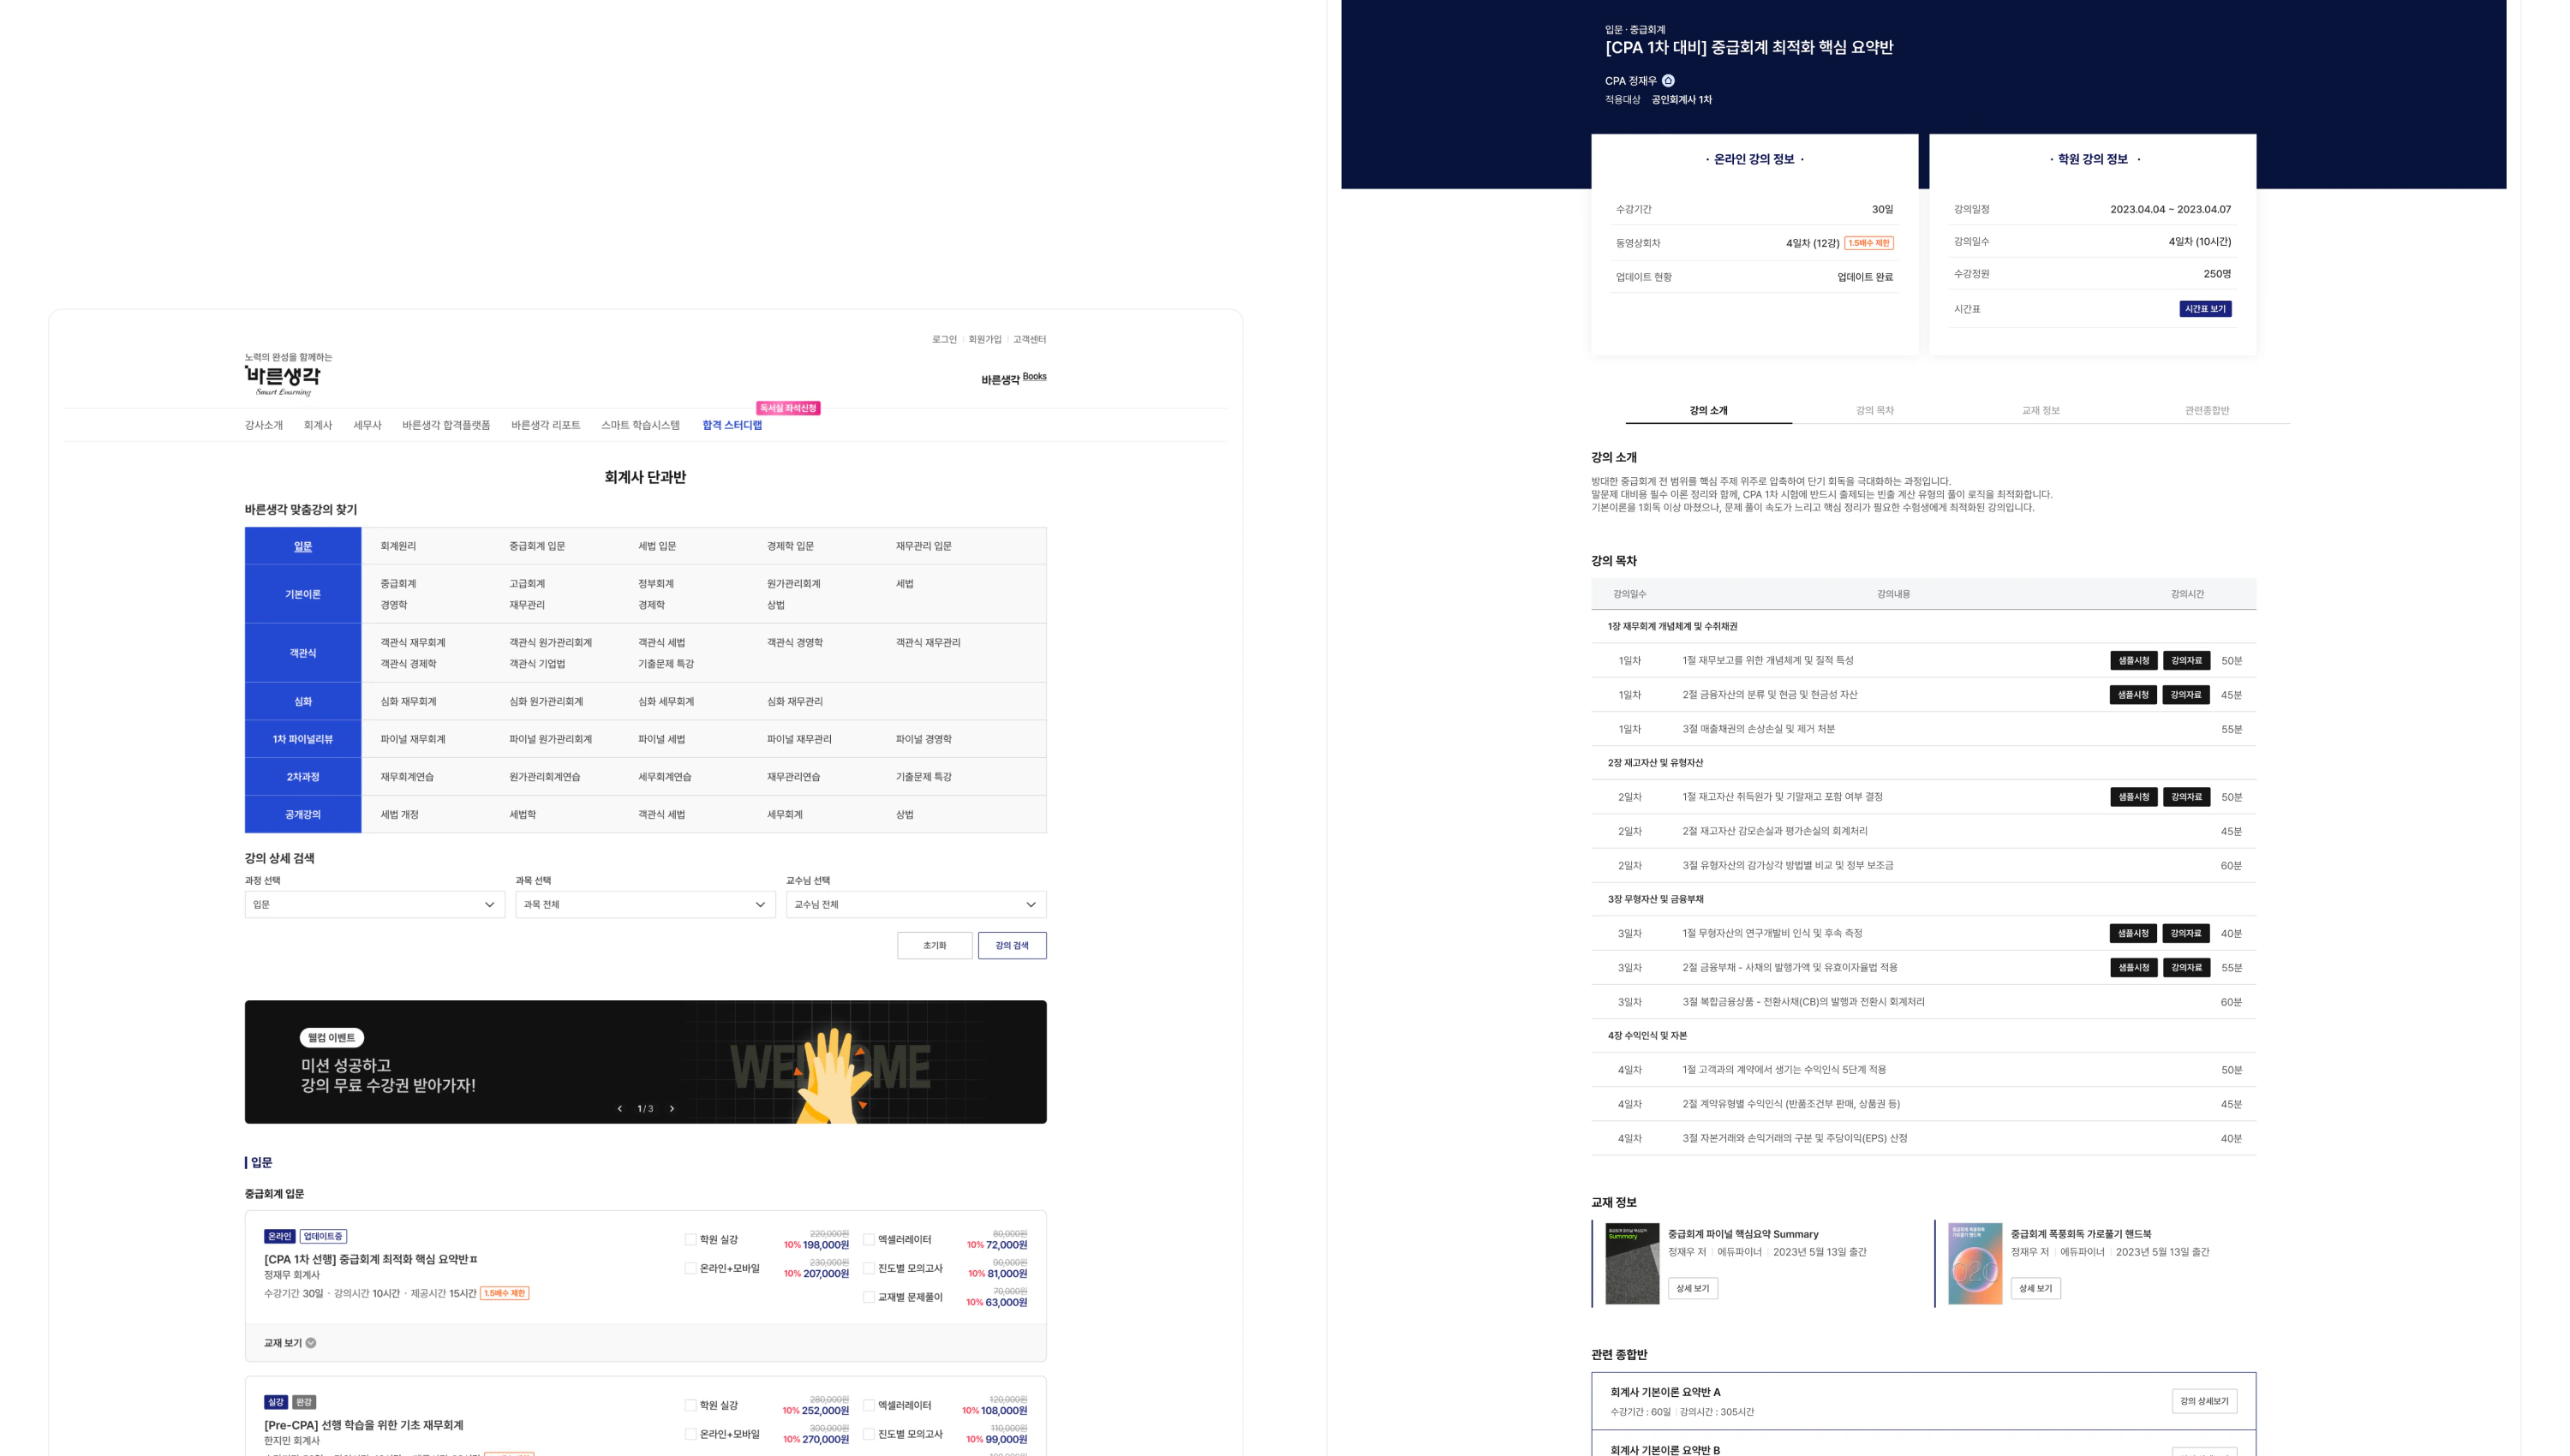 로그인 | 회원가입 | 고객센터
노력의 완성을 함께하는
바른생각
Smart Learning
바른생각 Books
독서실 좌석신청
강사소개 회계사 세무사 바른생각 합격플랫폼 바른생각 리포트 스마트 학습시스템 합격 스터디랩
회계사 단과반
바른생각 맞춤강의 찾기
입문 회계원리 중급회계 입문 세법 입문 경제학 입문 재무관리 입문
기본이론 중급회계 고급회계 정부회계 원가관리회계 세법
경영학 재무관리 경제학 상법
객관식 객관식 재무회계 객관식 원가관리회계 객관식 세법 객관식 경영학 객관식 재무관리
객관식 경제학 객관식 기업법 기출문제 특강
심화 심화 재무회계 심화 원가관리회계 심화 세무회계 심화 재무관리
1차 파이널리뷰 파이널 재무회계 파이널 원가관리회계 파이널 세법 파이널 재무관리 파이널 경영학
2차과정 재무회계연습 원가관리회계연습 세무회계연습 재무관리연습 기출문제 특강
공개강의 세법 개정 세법학 객관식 세법 세무회계 상법
강의 상세 검색
과정 선택 과목 선택 교수님 선택
입문 과목 전체 교수님 전체
초기화 강의 검색
웰컴 이벤트
미션 성공하고
강의 무료 수강권 받아가자!
WELCOME
1/3
입문
중급회계 입문
온라인 업데이트중
[CPA 1차 선행] 중급회계 최적화 핵심 요약반ㅍ
정재무 회계사
수강기간 30일 · 강의시간 10시간 · 제공시간 15시간 1.5배수 제한
학원 실강 220,000원 10% 198,000원
온라인+모바일 230,000원 10% 207,000원
엑셀러레이터 80,000원 10% 72,000원
진도별 모의고사 90,000원 10% 81,000원
교재별 문제풀이 70,000원 10% 63,000원
교재 보기
실강 완강
[Pre-CPA] 선행 학습을 위한 기초 재무회계
한지민 회계사
학원 실강 280,000원 10% 252,000원
온라인+모바일 300,000원 10% 270,000원
엑셀러레이터 120,000원 10% 108,000원
진도별 모의고사 110,000원 10% 99,000원
입문 · 중급회계
[CPA 1차 대비] 중급회계 최적화 핵심 요약반
CPA 정재우
적용대상 공인회계사 1차
· 온라인 강의 정보 ·
수강기간 30일
동영상회차 4일차 (12강) 1.5배수 제한
업데이트 현황 업데이트 완료
· 학원 강의 정보 ·
강의일정 2023.04.04 ~ 2023.04.07
강의일수 4일차 (10시간)
수강정원 250명
시간표 시간표 보기
강의 소개 강의 목차 교재 정보 관련종합반
강의 소개
방대한 중급회계 전 범위를 핵심 주제 위주로 압축하여 단기 회독을 극대화하는 과정입니다.
말문제 대비용 필수 이론 정리와 함께, CPA 1차 시험에 반드시 출제되는 빈출 계산 유형의 풀이 로직을 최적화합니다.
기본이론을 1회독 이상 마쳤으나, 문제 풀이 속도가 느리고 핵심 정리가 필요한 수험생에게 최적화된 강의입니다.
강의 목차
강의일수 강의내용 강의시간
1장 재무회계 개념체계 및 수취채권
1일차 1절 재무보고를 위한 개념체계 및 질적 특성 샘플시청 강의자료 50분
1일차 2절 금융자산의 분류 및 현금 및 현금성 자산 샘플시청 강의자료 45분
1일차 3절 매출채권의 손상손실 및 제거 처분 55분
2장 재고자산 및 유형자산
2일차 1절 재고자산 취득원가 및 기말재고 포함 여부 결정 샘플시청 강의자료 50분
2일차 2절 재고자산 감모손실과 평가손실의 회계처리 45분
2일차 3절 유형자산의 감가상각 방법별 비교 및 정부 보조금 60분
3장 무형자산 및 금융부채
3일차 1절 무형자산의 연구개발비 인식 및 후속 측정 샘플시청 강의자료 40분
3일차 2절 금융부채 - 사채의 발행가액 및 유효이자율법 적용 샘플시청 강의자료 55분
3일차 3절 복합금융상품 - 전환사채(CB)의 발행과 전환시 회계처리 60분
4장 수익인식 및 자본
4일차 1절 고객과의 계약에서 생기는 수익인식 5단계 적용 50분
4일차 2절 계약유형별 수익인식 (반품조건부 판매, 상품권 등) 45분
4일차 3절 자본거래와 손익거래의 구분 및 주당이익(EPS) 산정 40분
교재 정보
Summary
중급회계 파이널 핵심요약 Summary
정재우 저 | 에듀파이너 | 2023년 5월 13일 출간
상세 보기
중급회계 폭풍회독
가로풀기 핸드북
중급회계 폭풍회독 가로풀기 핸드북
정재우 저 | 에듀파이너 | 2023년 5월 13일 출간
상세 보기
관련 종합반
회계사 기본이론 요약반 A
수강기간 : 60일 | 강의시간 : 305시간
강의 상세보기
회계사 기본이론 요약반 B